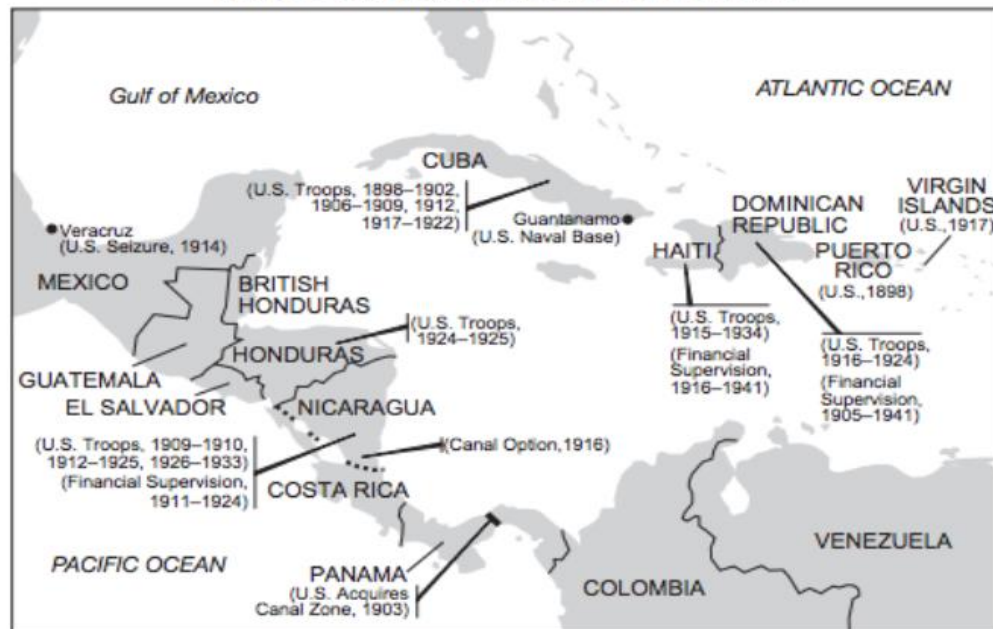 Gulf of Mexico
ATLANTIC OCEAN
CUBA
(U.S. Troops, 1898–1902,
1906–1909, 1912,
1917–1922)
Guantanamo
(U.S. Naval Base)
DOMINICAN
REPUBLIC
VIRGIN
ISLANDS
(U.S., 1917)
Veracruz
(U.S. Seizure, 1914)
HAITI
PUERTO
RICO
(U.S., 1898)
MEXICO
BRITISH
HONDURAS
(U.S. Troops,
1915–1934)
(Financial
Supervision,
1916–1941)
(U.S. Troops,
1916–1924)
(Financial
Supervision,
1905–1941)
(U.S. Troops,
1924–1925)
HONDURAS
GUATEMALA
EL SALVADOR
NICARAGUA
(U.S. Troops, 1909–1910,
1912–1925, 1926–1933)
(Financial Supervision,
1911–1924)
(Canal Option, 1916)
COSTA RICA
PACIFIC OCEAN
PANAMA
(U.S. Acquires
Canal Zone, 1903)
COLOMBIA
VENEZUELA